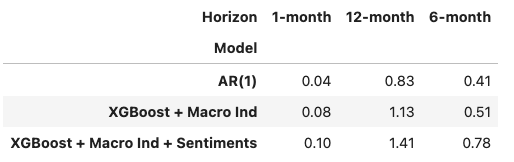 Horizon 1-month 12-month 6-month
Model
AR(1) 0.04 0.83 0.41
XGBoost + Macro Ind 0.08 1.13 0.51
XGBoost + Macro Ind + Sentiments 0.10 1.41 0.78